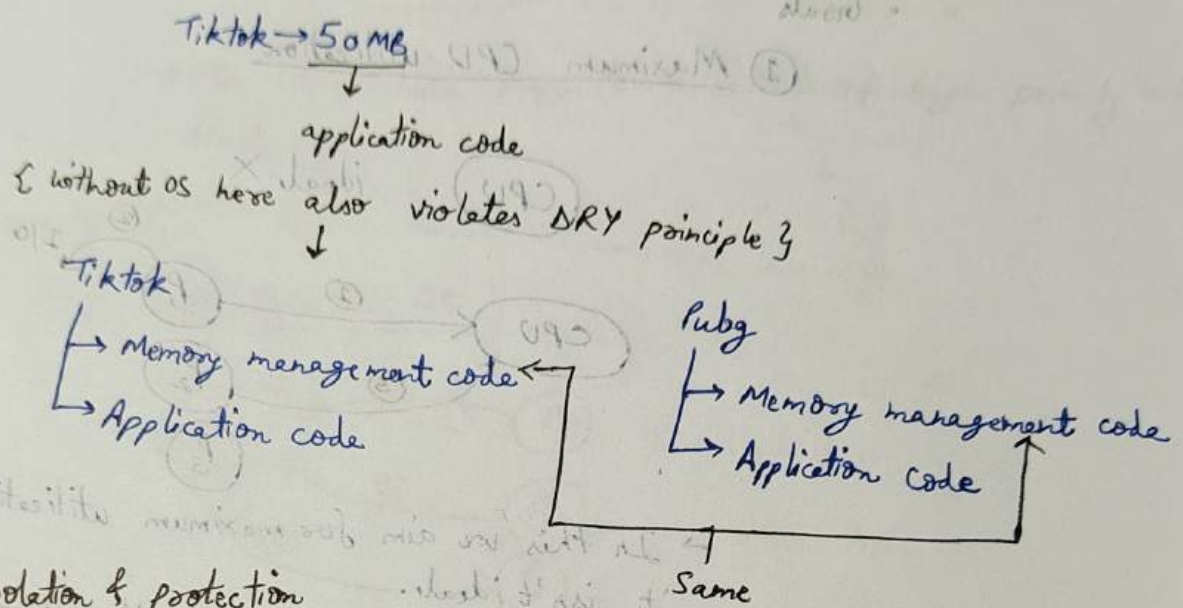 Tiktok → 50 MB
↓
application code
{ without OS here also violates DRY principle }
↓
Tiktok
→ Memory management code
→ Application code
Pubg
→ Memory management code
→ Application code
Same
& protection